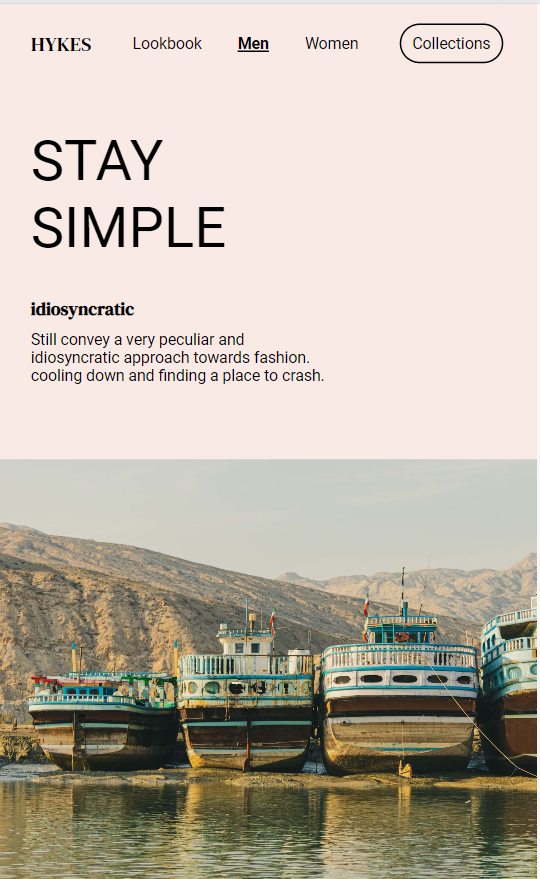 HYKES Lookbook Men Women Collections
STAY
SIMPLE
idiosyncratic
Still convey a very peculiar and
idiosyncratic approach towards fashion.
cooling down and finding a place to crash.